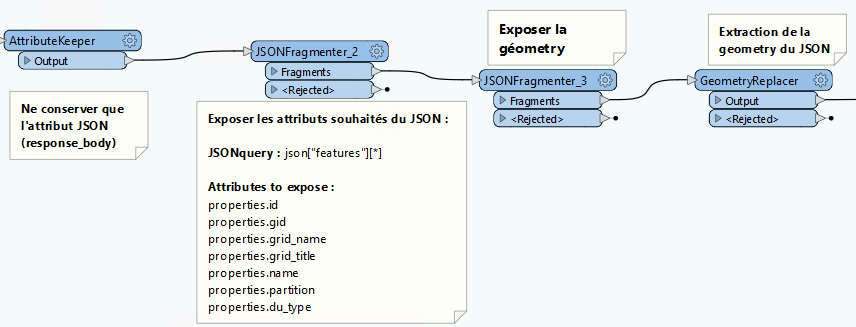 AttributeKeeper
Output
Ne conserver que
l'attribut JSON
(response_body)
JSONFragmenter_2
Fragments
<Rejected>
Exposer les attributs souhaités du JSON :
JSONquery : json["features"][*]
Attributes to expose :
properties.id
properties.gid
properties.grid_name
properties.grid_title
properties.name
properties.partition
properties.du_type
Exposer la
géometry
JSONFragmenter_3
Fragments
<Rejected>
Extraction de la
geometry du JSON
GeometryReplacer
Output
<Rejected>